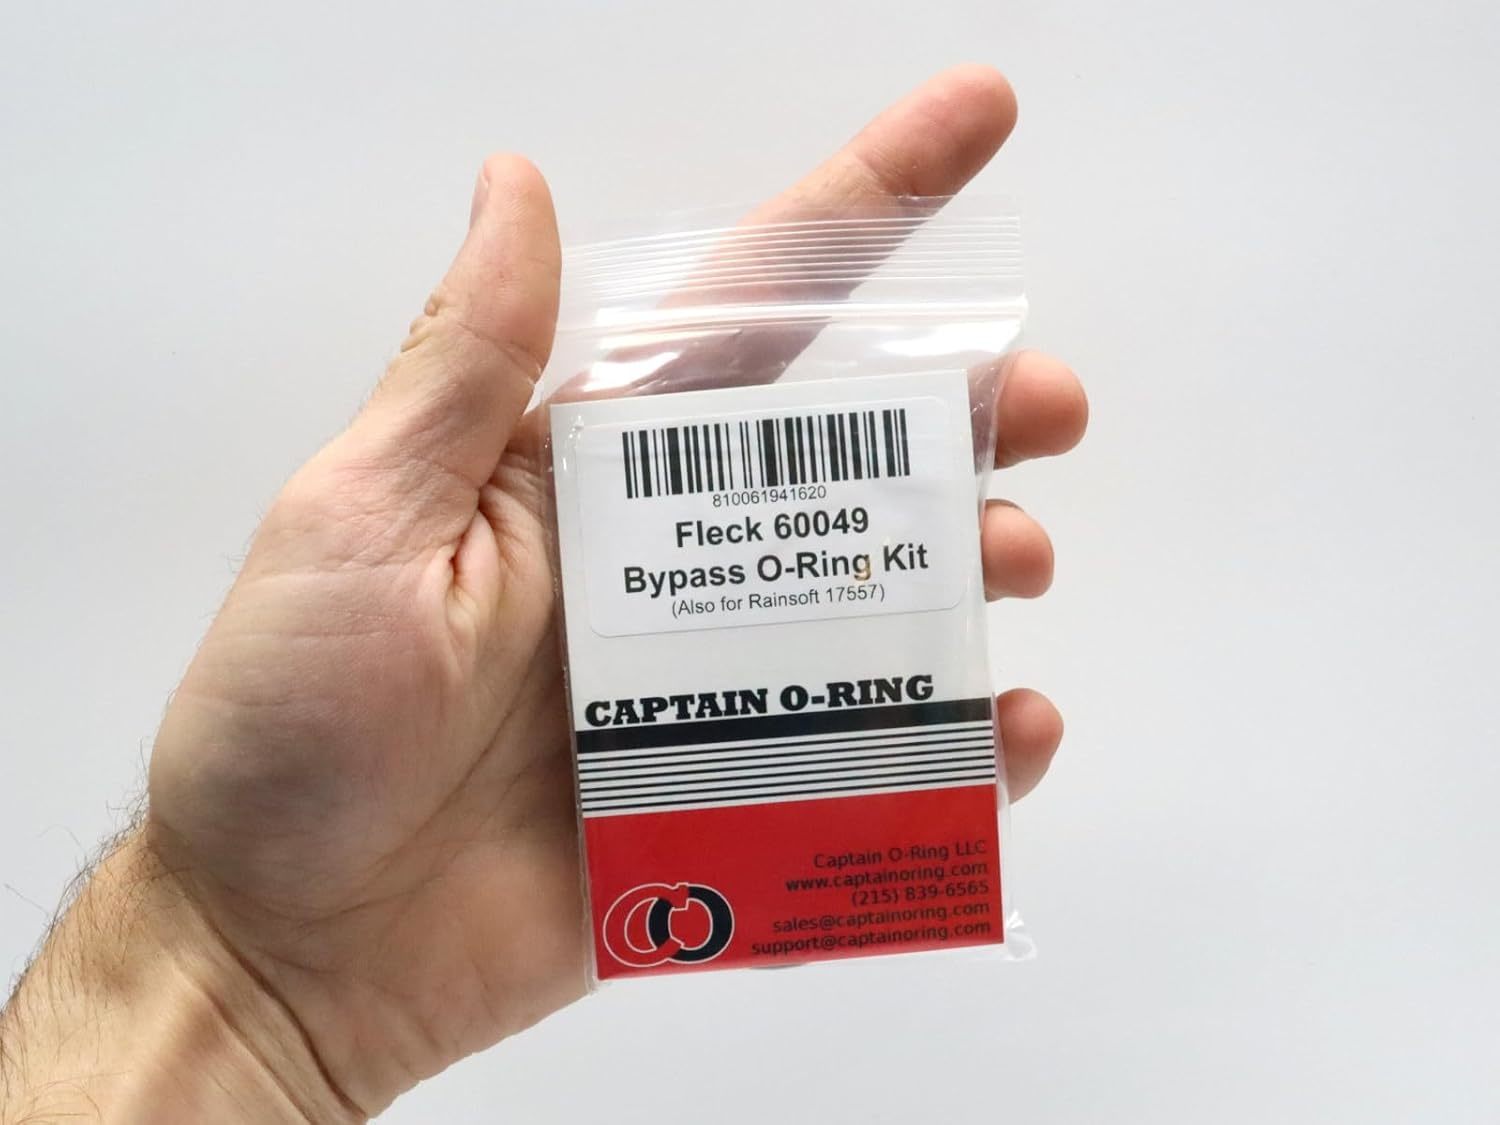 810061941620
Fleck 60049
Bypass O-Ring Kit
(Also for Rainsoft 17557)
CAPTAIN O-RING
Captain O-Ring LLC
www.captainoring.com
(215) 839-6565
sales@captainoring.com
support@captainoring.com